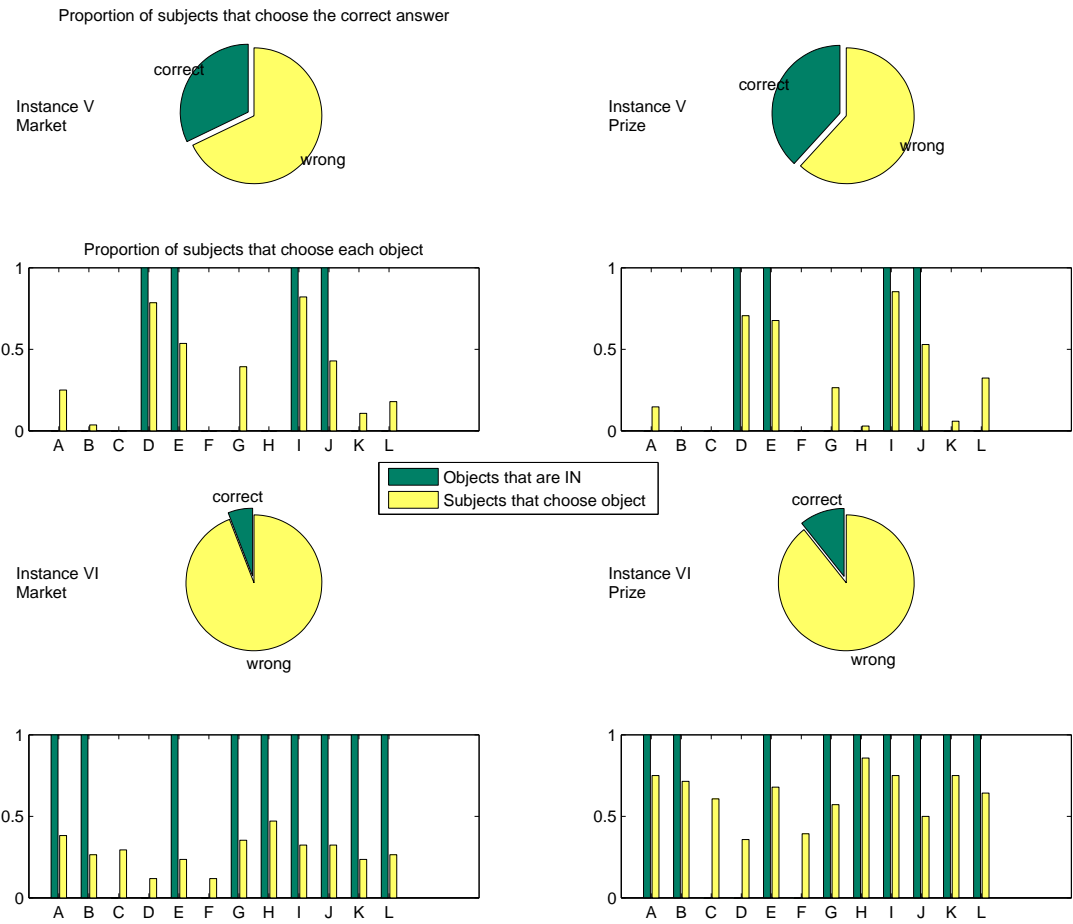 Proportion of subjects that choose the correct answer
correct
wrong
Instance V
Market
correct
wrong
Instance V
Prize
Proportion of subjects that choose each object
1
0.5
0
A B C D E F G H I J K L
1
0.5
0
A B C D E F G H I J K L
Objects that are IN
Subjects that choose object
correct
wrong
Instance VI
Market
correct
wrong
Instance VI
Prize
1
0.5
0
A B C D E F G H I J K L
1
0.5
0
A B C D E F G H I J K L